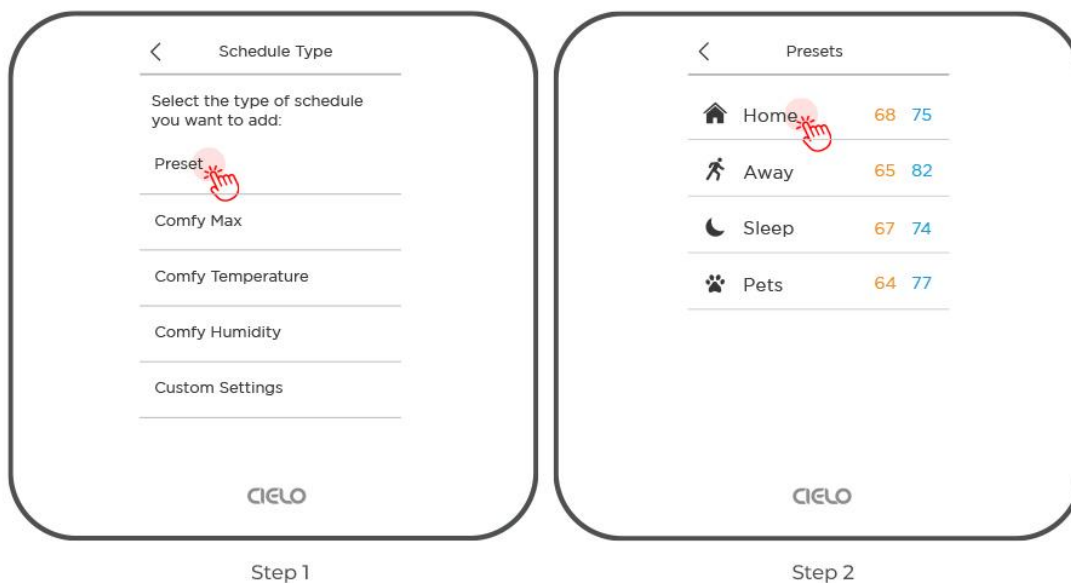 Schedule Type
Select the type of schedule
you want to add:
Preset
Comfy Max
Comfy Temperature
Comfy Humidity
Custom Settings
CIELO
Step 1
Presets
Home 68 75
Away 65 82
Sleep 67 74
Pets 64 77
CIELO
Step 2